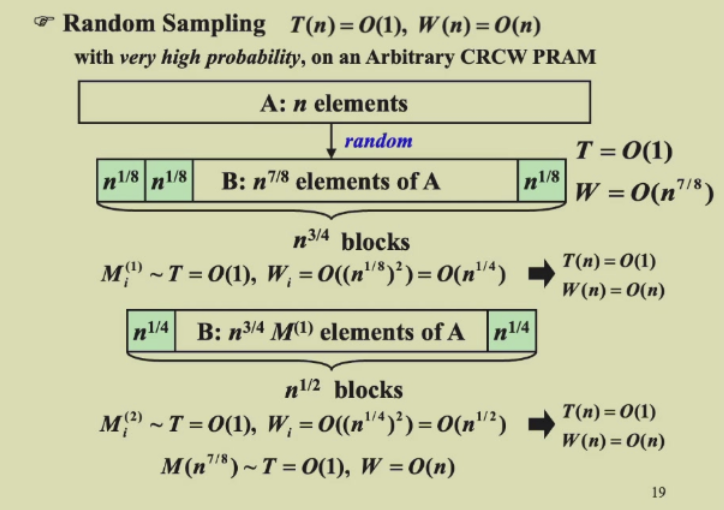 ☞ Random Sampling T(n) = O(1), W(n) = O(n)
with very high probability, on an Arbitrary CRCW PRAM
A: n elements
random
T = O(1)
n^{1/8} n^{1/8} B: n^{7/8} elements of A n^{1/8}
W = O(n^{7/8})
n^{3/4} blocks
M_i^{(1)} ~ T = O(1), W_i = O((n^{1/8})^2) = O(n^{1/4}) ➡ T(n) = O(1)
W(n) = O(n)
n^{1/4} B: n^{3/4} M^{(1)} elements of A n^{1/4}
n^{1/2} blocks
M_i^{(2)} ~ T = O(1), W_i = O((n^{1/4})^2) = O(n^{1/2}) ➡ T(n) = O(1)
W(n) = O(n)
M(n^{7/8}) ~ T = O(1), W = O(n)
19